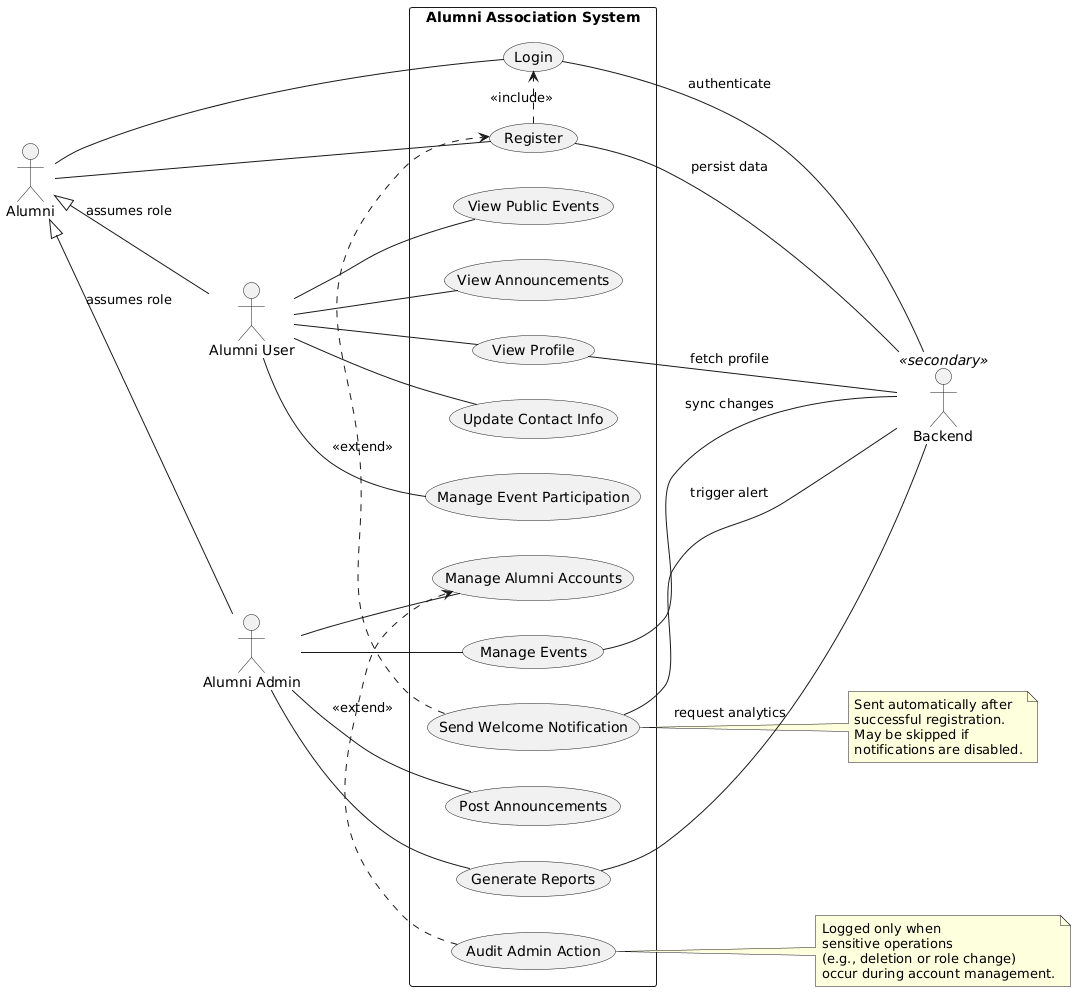 Alumni Association System
Login
authenticate
«include»
Register
persist data
Alumni
assumes role
View Public Events
View Announcements
assumes role
Alumni User
View Profile
fetch profile
«secondary»
Backend
sync changes
Update Contact Info
«extend»
Manage Event Participation
trigger alert
Manage Alumni Accounts
Manage Events
Alumni Admin
«extend»
Send Welcome Notification
request analytics
Sent automatically after
successful registration.
May be skipped if
notifications are disabled.
Post Announcements
Generate Reports
Audit Admin Action
Logged only when
sensitive operations
(e.g., deletion or role change)
occur during account management.